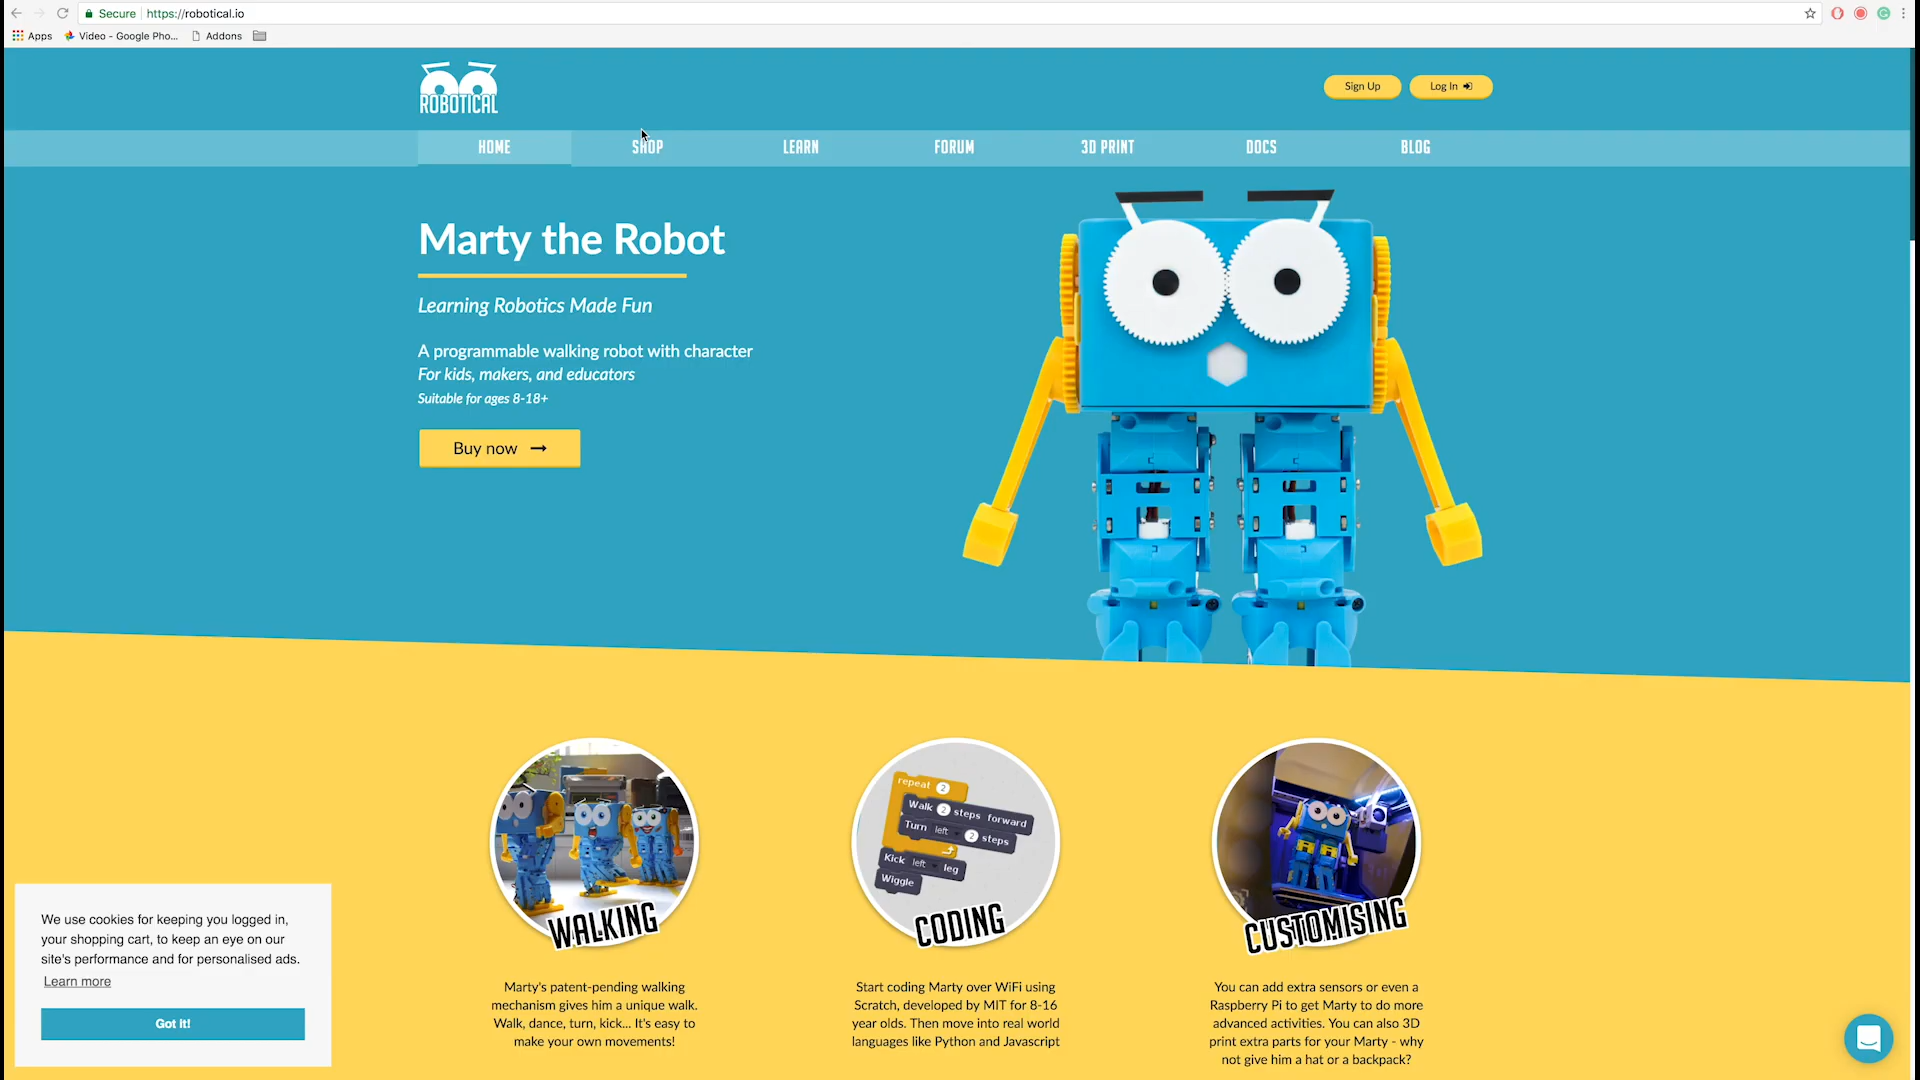 Secure
https://robotical.io
Apps
Video - Google Pho...
Addons
ROBOTICAL
Sign Up
Log In
HOME
SHOP
LEARN
FORUM
3D PRINT
DOCS
BLOG
Marty the Robot
Learning Robotics Made Fun
A programmable walking robot with character
For kids, makers, and educators
Suitable for ages 8-18+
Buy now
repeat 2
Walk 2 steps forward
Turn left 2 steps
Kick left leg
Wiggle
WALKING
CODING
CUSTOMISING
Marty's patent-pending walking
mechanism gives him a unique walk.
Walk, dance, turn, kick... It's easy to
make your own movements!
Start coding Marty over WiFi using
Scratch, developed by MIT for 8-16
year olds. Then move into real world
languages like Python and Javascript
You can add extra sensors or even a
Raspberry Pi to get Marty to do more
advanced activities. You can also 3D
print extra parts for your Marty - why
not give him a hat or a backpack?
We use cookies for keeping you logged in,
your shopping cart, to keep an eye on our
site's performance and for personalised ads.
Learn more
Got it!